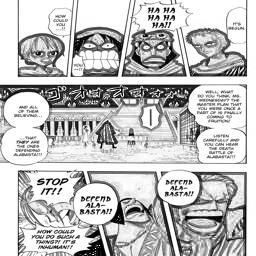 IT'S
BEGUN.
HA HA
HA HA
HA!!
HOW
COULD
YOU
...!?
WELL, WHAT
DO YOU
THINK, MS.
WEDNESDAY?
THE MASTER PLAN
THAT YOU WERE
ONCE A PART
OF IS FINALLY
COMING TO
FRUITION!
LISTEN
CAREFULLY
AND YOU
CAN HEAR
THE DEATH
RATTLE OF
ALABASTA!!
AND ALL
OF THEM
BELIEVING...
...THAT
THEY ARE
THE ONES
DEFENDING
ALABASTA!!
DEFEND
ALA-
BASTA!!
DEFEND
ALA-
BASTA!!
STOP
IT!!
HOW COULD
YOU DO SUCH
A THING?! IT'S
INHUMAN!!